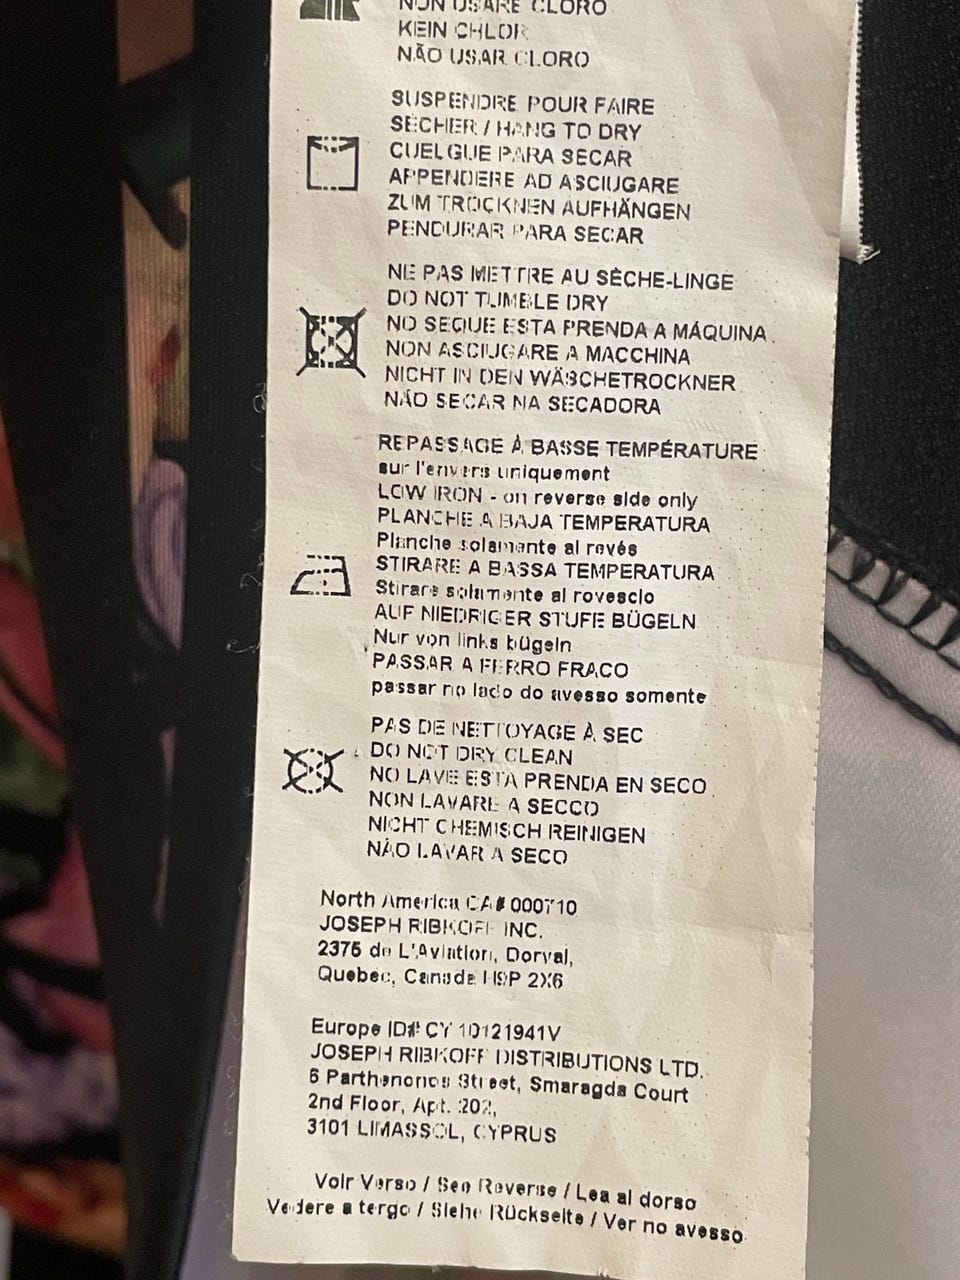 NON USARE CLORO
KEIN CHLOR
NÃO USAR CLORO
SUSPENDRE POUR FAIRE
SÉCHER / HANG TO DRY
CUELGUE PARA SECAR
APPENDERE AD ASCIUGARE
ZUM TROCKNEN AUFHÄNGEN
PENDURAR PARA SECAR
NE PAS METTRE AU SÈCHE-LINGE
DO NOT TUMBLE DRY
NO SEQUE ESTA PRENDA A MÁQUINA.
NON ASCIUGARE A MACCHINA
NICHT IN DEN WÄSCHETROCKNER
NÃO SECAR NA SECADORA
REPASSAGE À BASSE TEMPÉRATURE
sur l'envers uniquement
LOW IRON - on reverse side only
PLANCHE A BAJA TEMPERATURA
Planche solamente al revés
STIRARE A BASSA TEMPERATURA
Stirare solamente al rovescio
AUF NIEDRIGER STUFE BÜGELN
Nur von links bügeln
PASSAR A FERRO FRACO
passar no lado do avesso somente
PAS DE NETTOYAGE À SEC
DO NOT DRY CLEAN
NO LAVE ESTA PRENDA EN SECO
NON LAVARE A SECCO
NICHT CHEMISCH REINIGEN
NÃO LAVAR A SECO
North America CA# 000710
JOSEPH RIBKOFF INC.
2375 de L'Aviation, Dorval,
Quebec, Canada H9P 2X6
Europe ID# CY 10121941V
JOSEPH RIBKOFF DISTRIBUTIONS LTD.
6 Parthenonos Street, Smaragda Court
2nd Floor, Apt. 202,
3101 LIMASSOL, CYPRUS
Voir Verso / See Reverse / Lea al dorso
Vedere a tergo / Siehe Rückseite / Ver no avesso